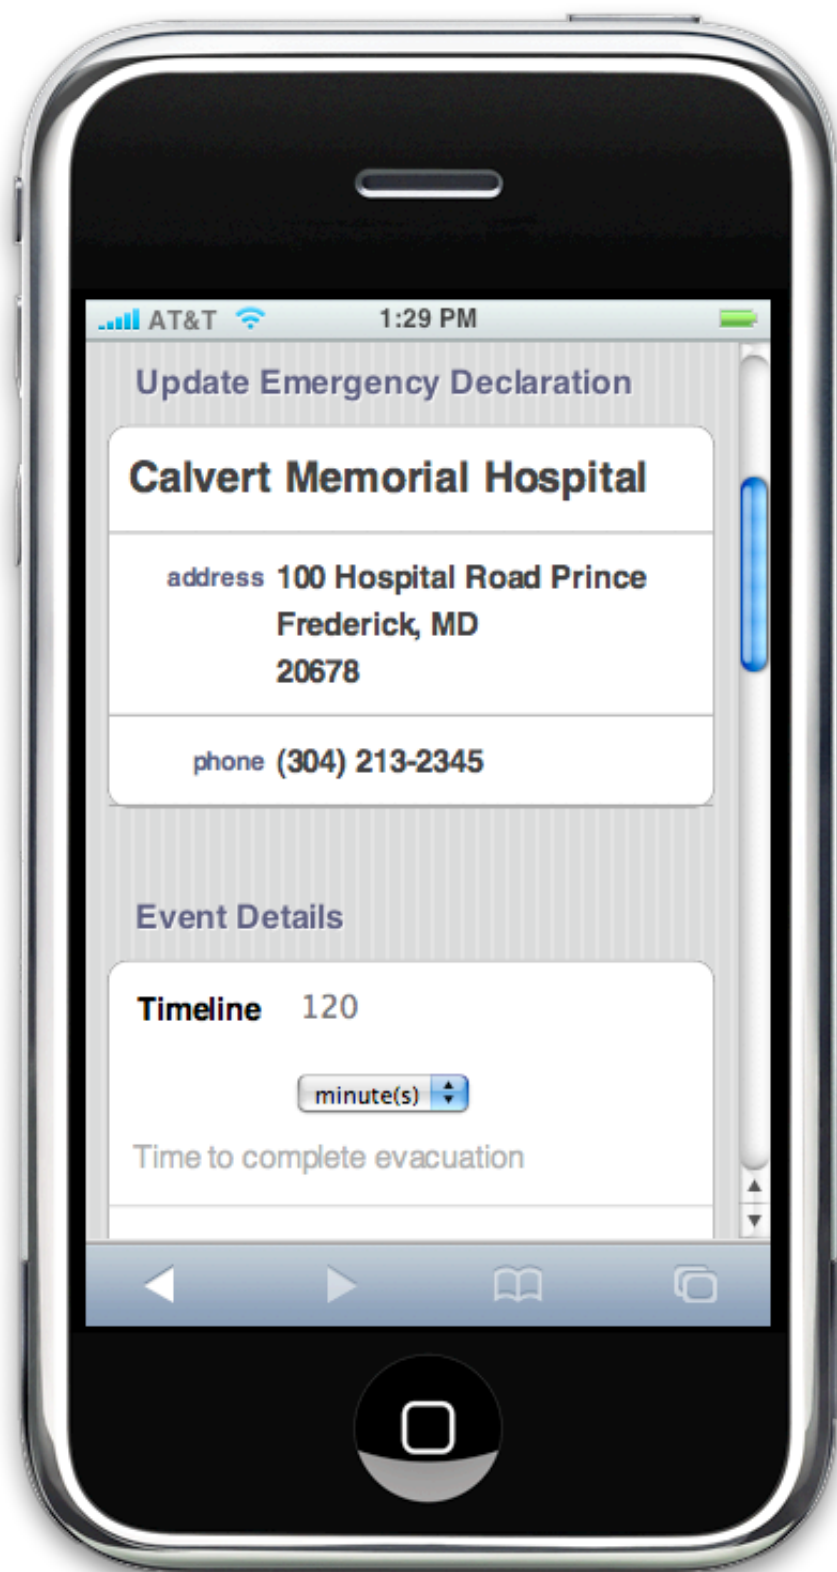 AT&T 1:29 PM
Update Emergency Declaration
Calvert Memorial Hospital
address 100 Hospital Road Prince
Frederick, MD
20678
phone (304) 213-2345
Event Details
Timeline 120
minute(s)
Time to complete evacuation